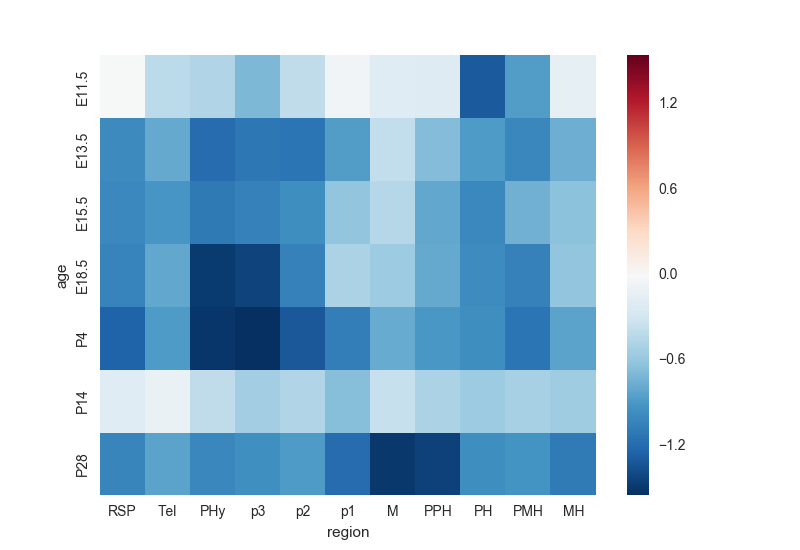 E11.5
E13.5
E15.5
E18.5
P4
P14
P28
age
RSP Tel PHy p3 p2 p1 M PPH PH PMH MH
region
1.2
0.6
0.0
−0.6
−1.2